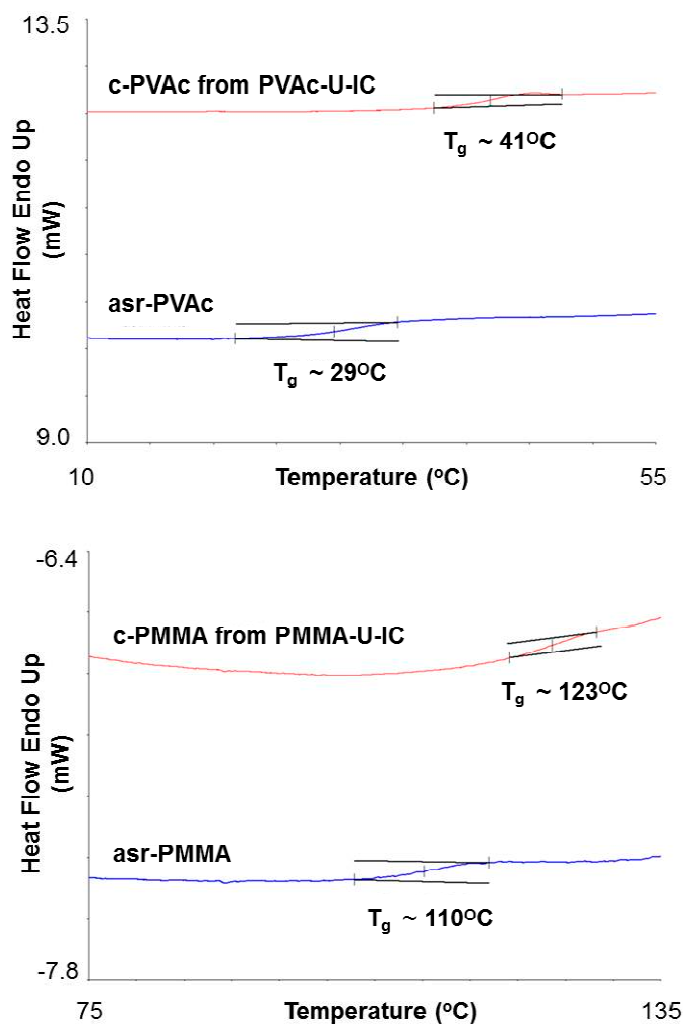 13.5
c-PVAc from PVAc-U-IC
Tg ~ 41OC
Heat Flow Endo Up
(mW)
asr-PVAc
Tg ~ 29OC
9.0
10
Temperature (oC)
55
-6.4
c-PMMA from PMMA-U-IC
Tg ~ 123OC
Heat Flow Endo Up
(mW)
asr-PMMA
Tg ~ 110OC
-7.8
75
Temperature (oC)
135